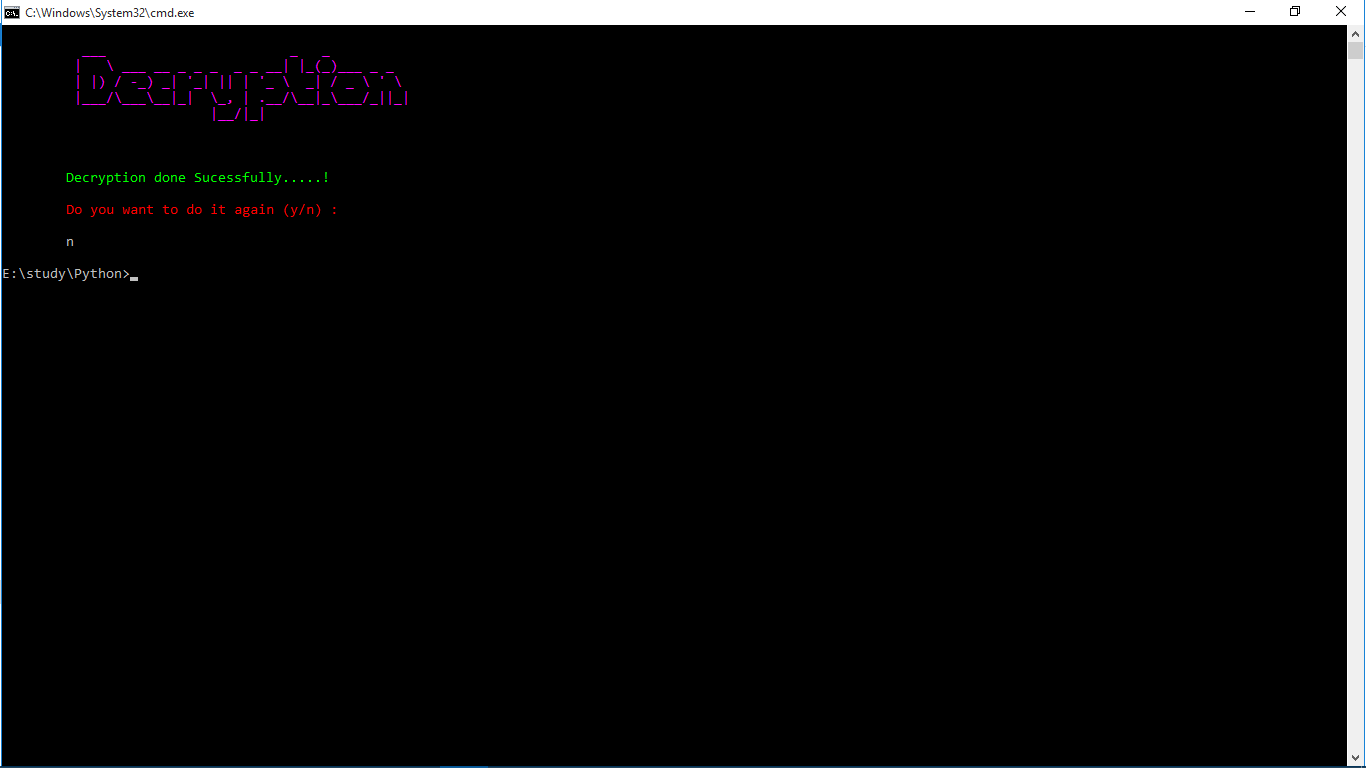 C:\Windows\System32\cmd.exe
Decryption
Decryption done Sucessfully.....!
Do you want to do it again (y/n) :
n
E:\study\Python>